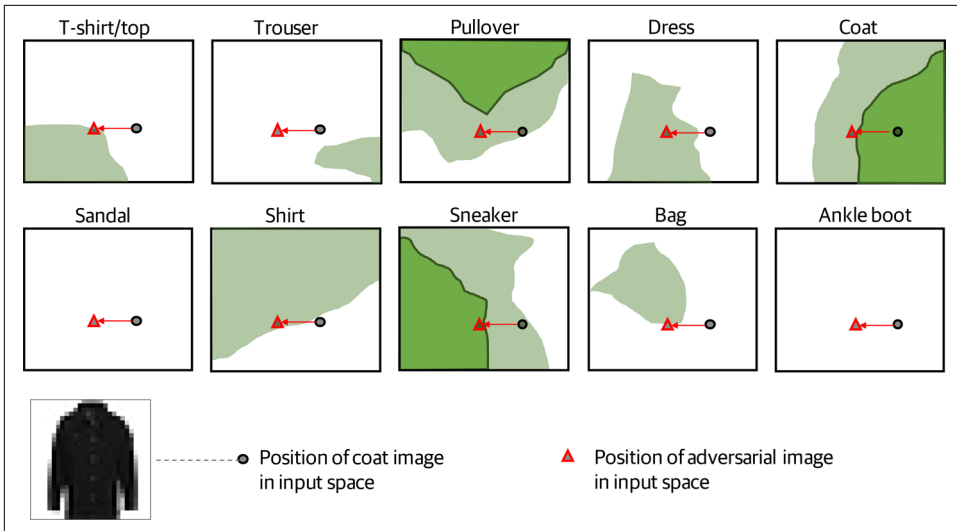 T-shirt/top
Trouser
Pullover
Dress
Coat
Sandal
Shirt
Sneaker
Bag
Ankle boot
Position of coat image
in input space
Position of adversarial image
in input space